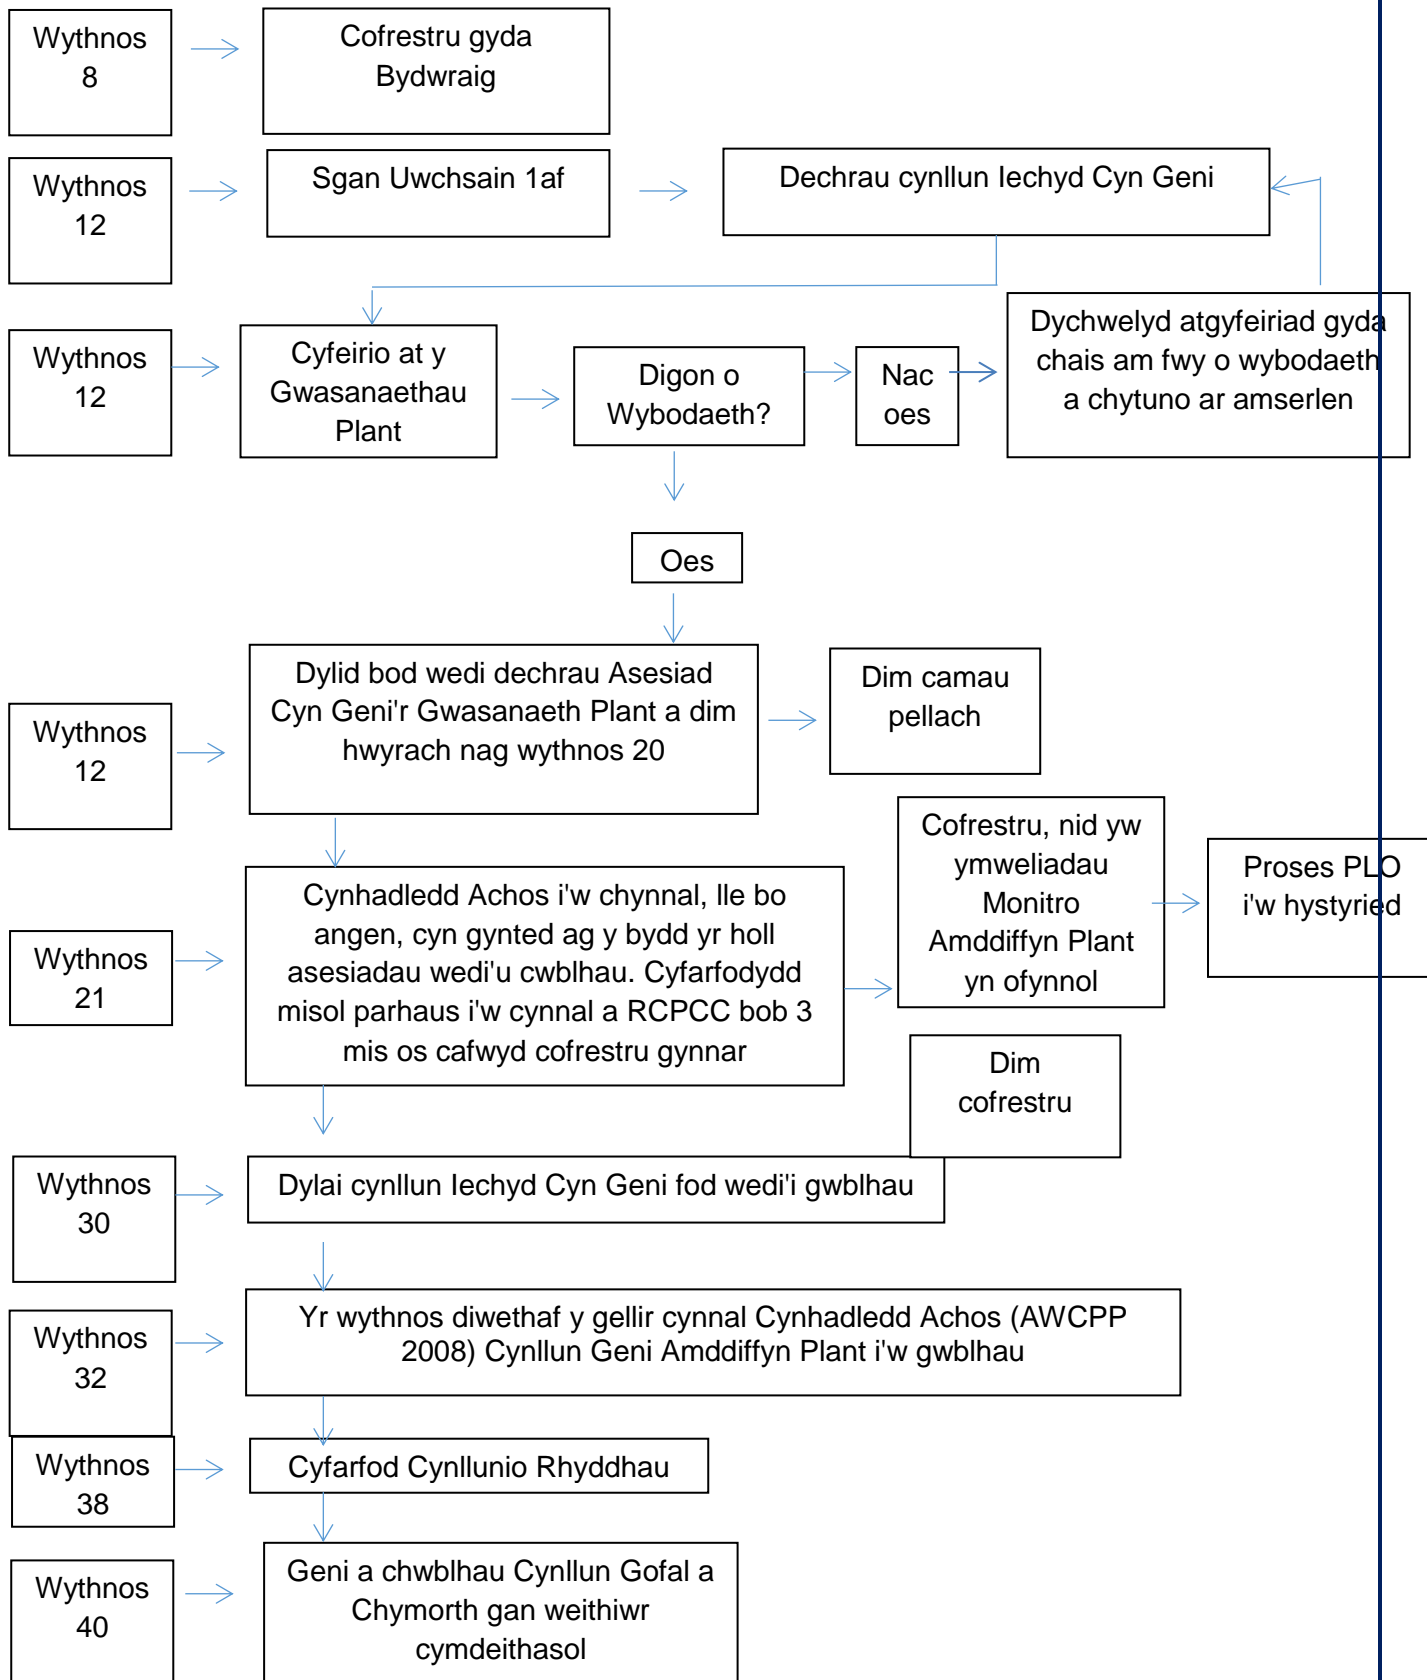 Wythnos
8
Cofrestru gyda
Bydwraig
Wythnos
12
Sgan Uwchsain 1af
Dechrau cynllun Iechyd Cyn Geni
Wythnos
12
Cyfeirio at y
Gwasanaethau
Plant
Digon o
Wybodaeth?
Nac
oes
Dychwelyd atgyfeiriad gyda
chais am fwy o wybodaeth
a chytuno ar amserlen
Oes
Wythnos
12
Dylid bod wedi dechrau Asesiad
Cyn Geni'r Gwasanaeth Plant a dim
hwyrach nag wythnos 20
Dim camau
pellach
Wythnos
21
Cynhadledd Achos i'w chynnal, lle bo
angen, cyn gynted ag y bydd yr holl
asesiadau wedi'u cwblhau. Cyfarfodydd
misol parhaus i'w cynnal a RCPCC bob 3
mis os cafwyd cofrestru gynnar
Cofrestru, nid yw
ymweliadau
Monitro
Amddiffyn Plant
yn ofynnol
Proses PLO
i'w hystyried
Dim
cofrestru
Wythnos
30
Dylai cynllun Iechyd Cyn Geni fod wedi'i gwblhau
Wythnos
32
Yr wythnos diwethaf y gellir cynnal Cynhadledd Achos (AWCPP
2008) Cynllun Geni Amddiffyn Plant i'w gwblhau
Wythnos
38
Cyfarfod Cynllunio Rhyddhau
Wythnos
40
Geni a chwblhau Cynllun Gofal a
Chymorth gan weithiwr
cymdeithasol